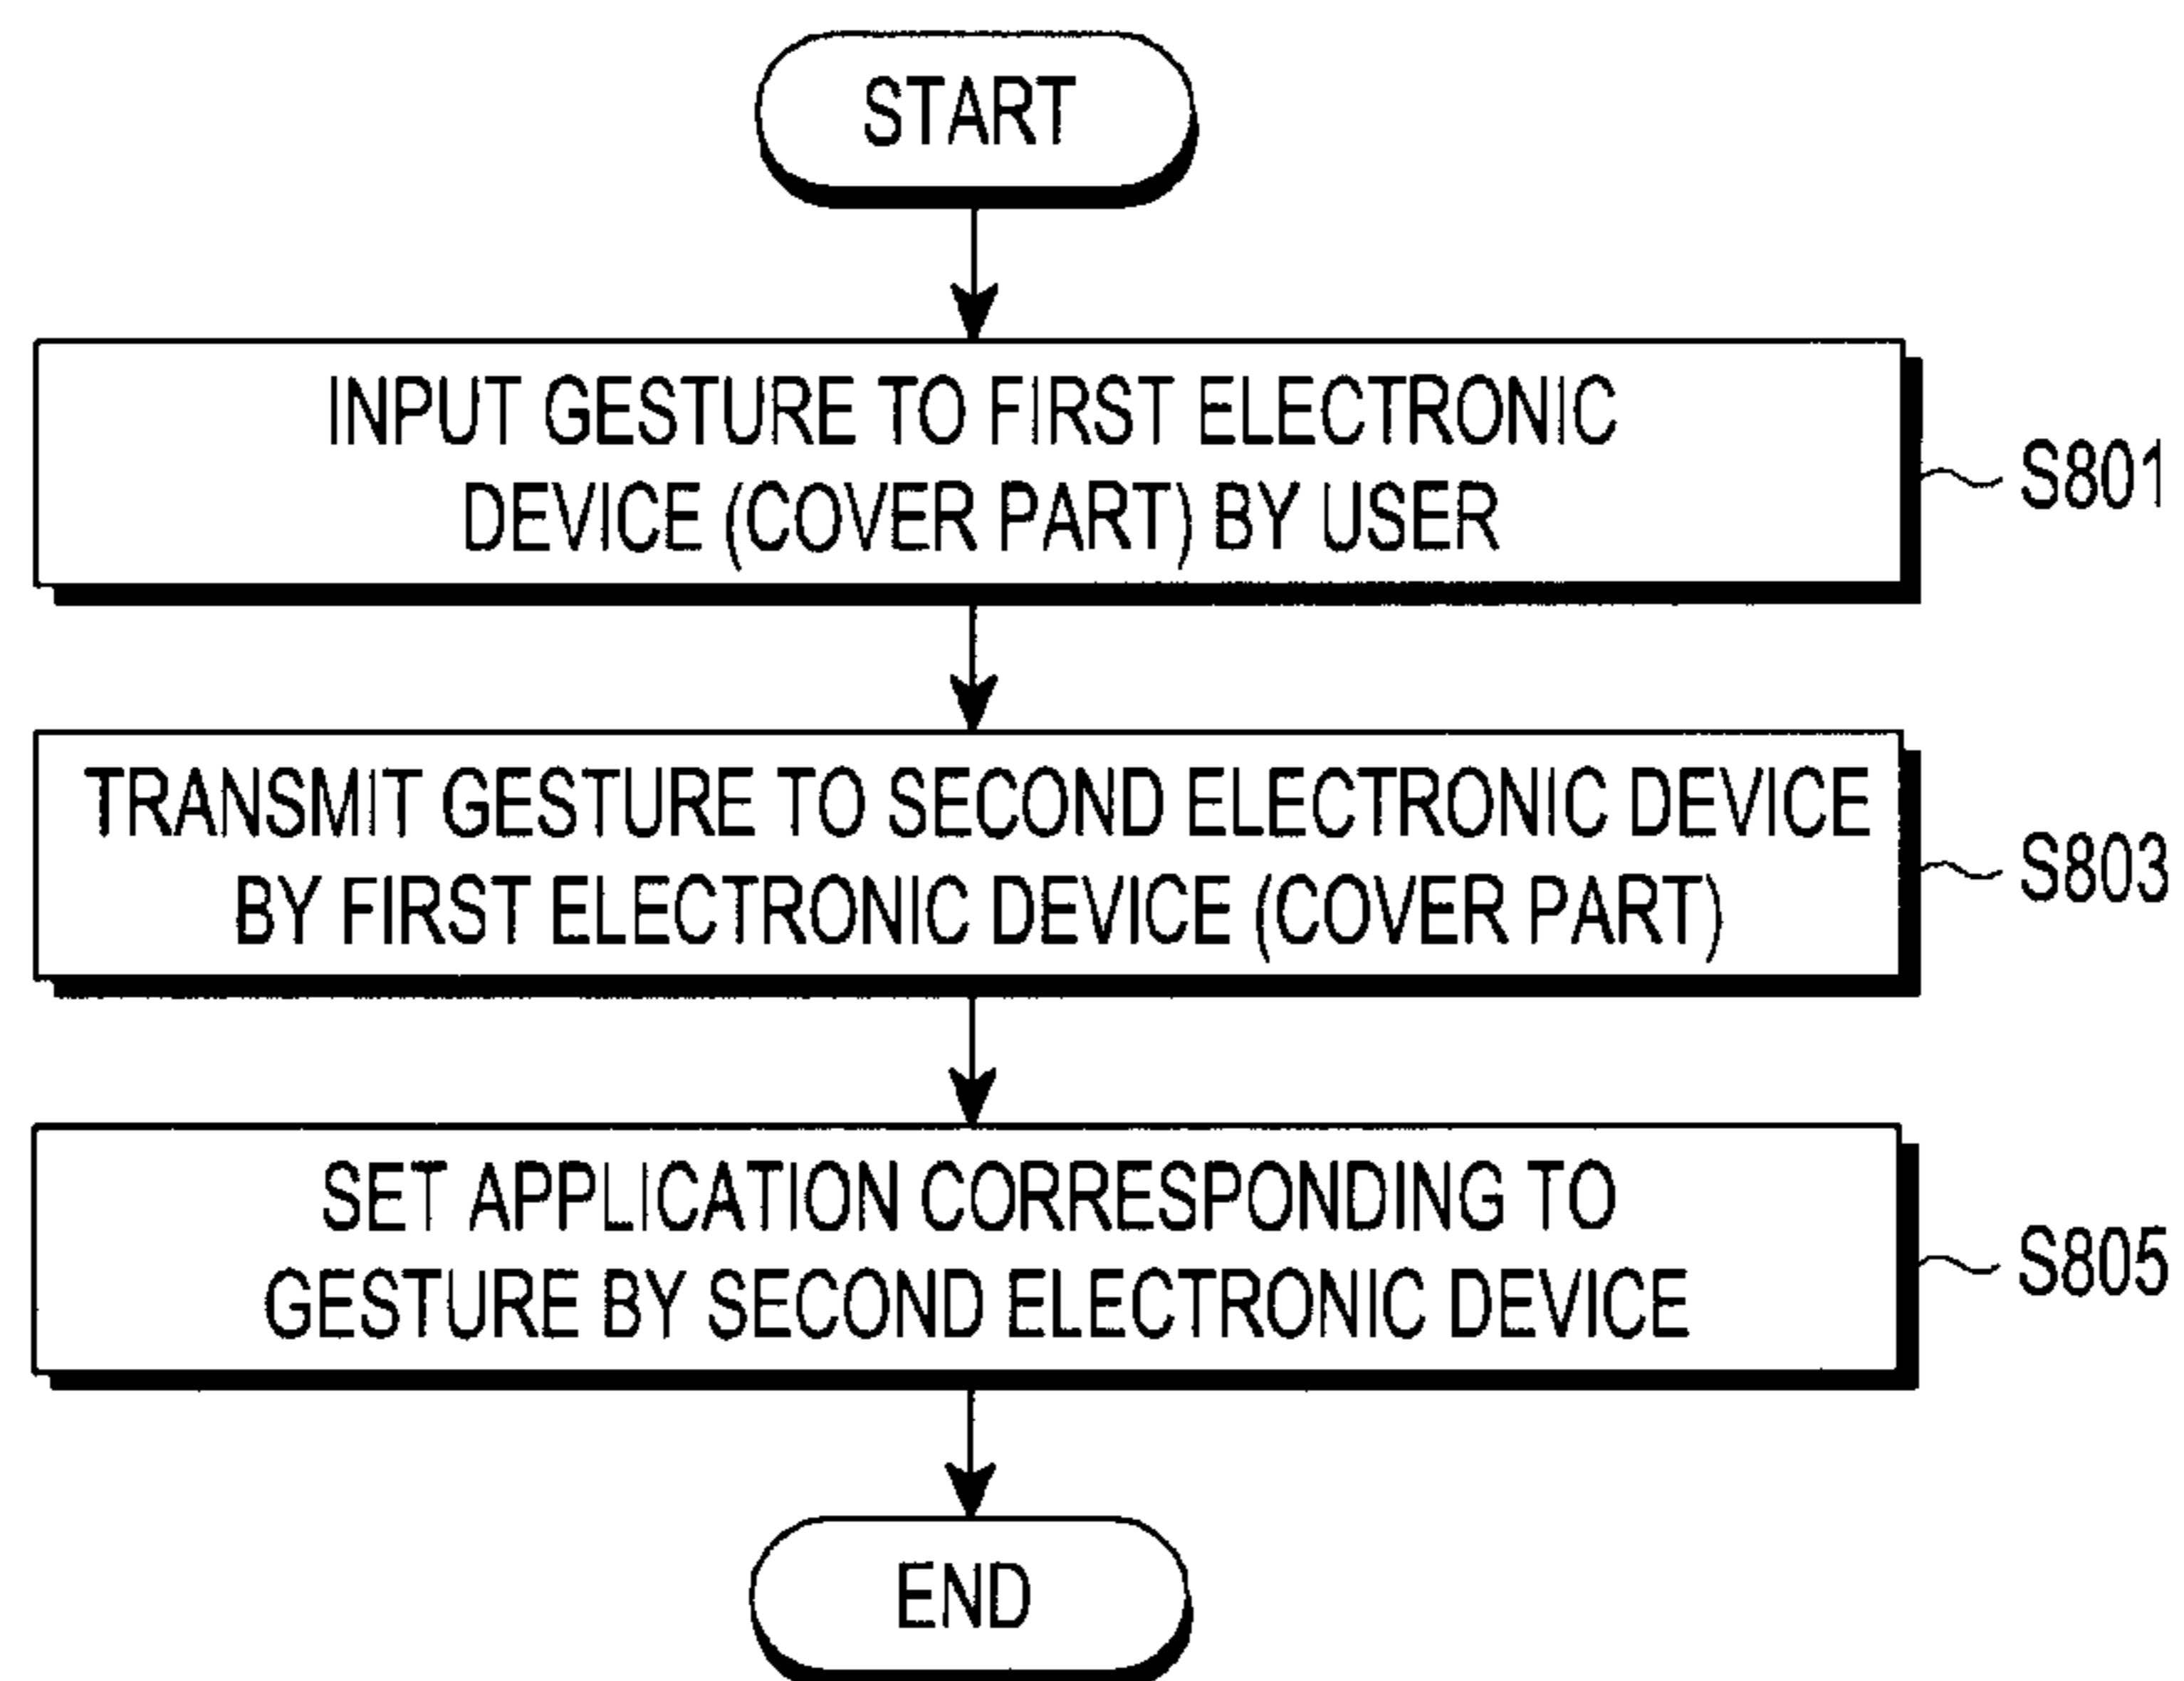 START
INPUT GESTURE TO FIRST ELECTRONIC
DEVICE (COVER PART) BY USER
S801
TRANSMIT GESTURE TO SECOND ELECTRONIC DEVICE
BY FIRST ELECTRONIC DEVICE (COVER PART)
S803
SET APPLICATION CORRESPONDING TO
GESTURE BY SECOND ELECTRONIC DEVICE
S805
END